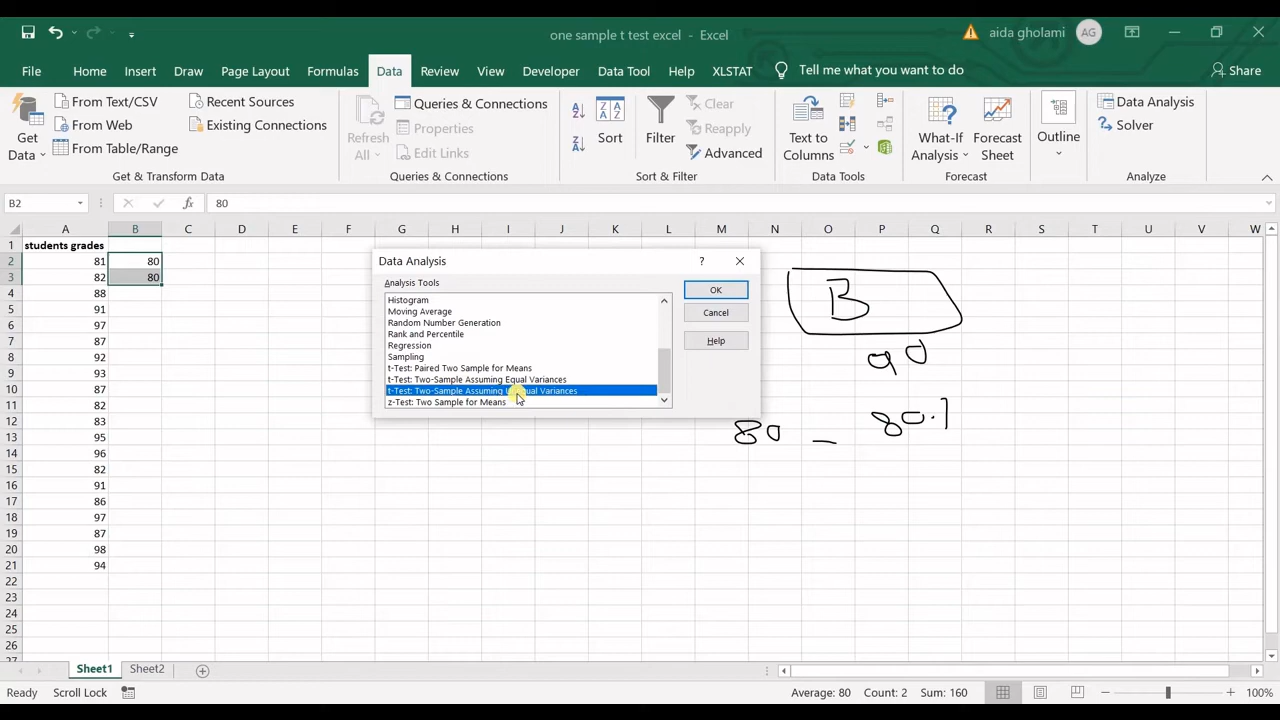 one sample t test excel - Excel
aida gholami AG
File Home Insert Draw Page Layout Formulas Data Review View Developer Data Tool Help XLSTAT Tell me what you want to do Share
Get Data
From Text/CSV
From Web
From Table/Range
Recent Sources
Existing Connections
Get & Transform Data
Refresh All
Queries & Connections
Properties
Edit Links
Queries & Connections
Sort
Filter
Clear
Reapply
Advanced
Sort & Filter
Text to Columns
Data Tools
What-If Analysis
Forecast Sheet
Forecast
Outline
Data Analysis
Solver
Analyze
B2 fx 80
A B C D E F G H I J K L M N O P Q R S T U V W
1 students grades
2 81 80
3 82 80
4 88
5 91
6 97
7 87
8 92
9 93
10 87
11 82
12 83
13 95
14 96
15 82
16 91
17 86
18 97
19 87
20 98
21 94
22
23
24
25
26
27
Data Analysis ?
Analysis Tools
Histogram
Moving Average
Random Number Generation
Rank and Percentile
Regression
Sampling
t-Test: Paired Two Sample for Means
t-Test: Two-Sample Assuming Equal Variances
t-Test: Two-Sample Assuming Unequal Variances
z-Test: Two Sample for Means
OK
Cancel
Help
B
90
80 - 80.1
Sheet1 Sheet2
Ready Scroll Lock Average: 80 Count: 2 Sum: 160 100%